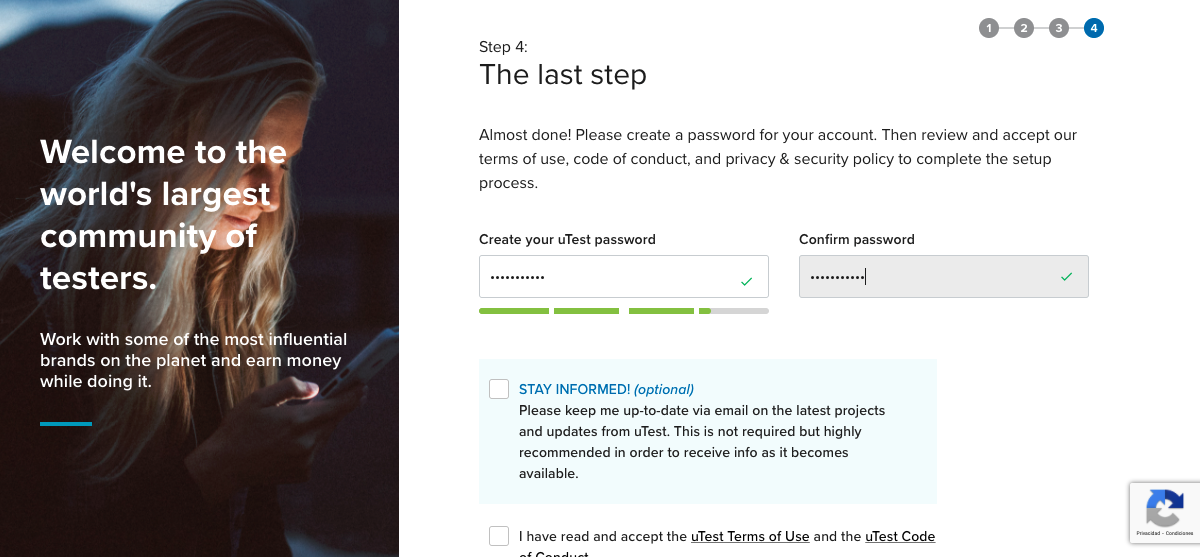 Welcome to the
world's largest
community of
testers.
Work with some of the most influential
brands on the planet and earn money
while doing it.
1 2 3 4
Step 4:
The last step
Almost done! Please create a password for your account. Then review and accept our
terms of use, code of conduct, and privacy & security policy to complete the setup
process.
Create your uTest password
Confirm password
•••••••••••
•••••••••••
STAY INFORMED! (optional)
Please keep me up-to-date via email on the latest projects
and updates from uTest. This is not required but highly
recommended in order to receive info as it becomes
available.
I have read and accept the uTest Terms of Use and the uTest Code
of Conduct
Privacidad - Condiciones